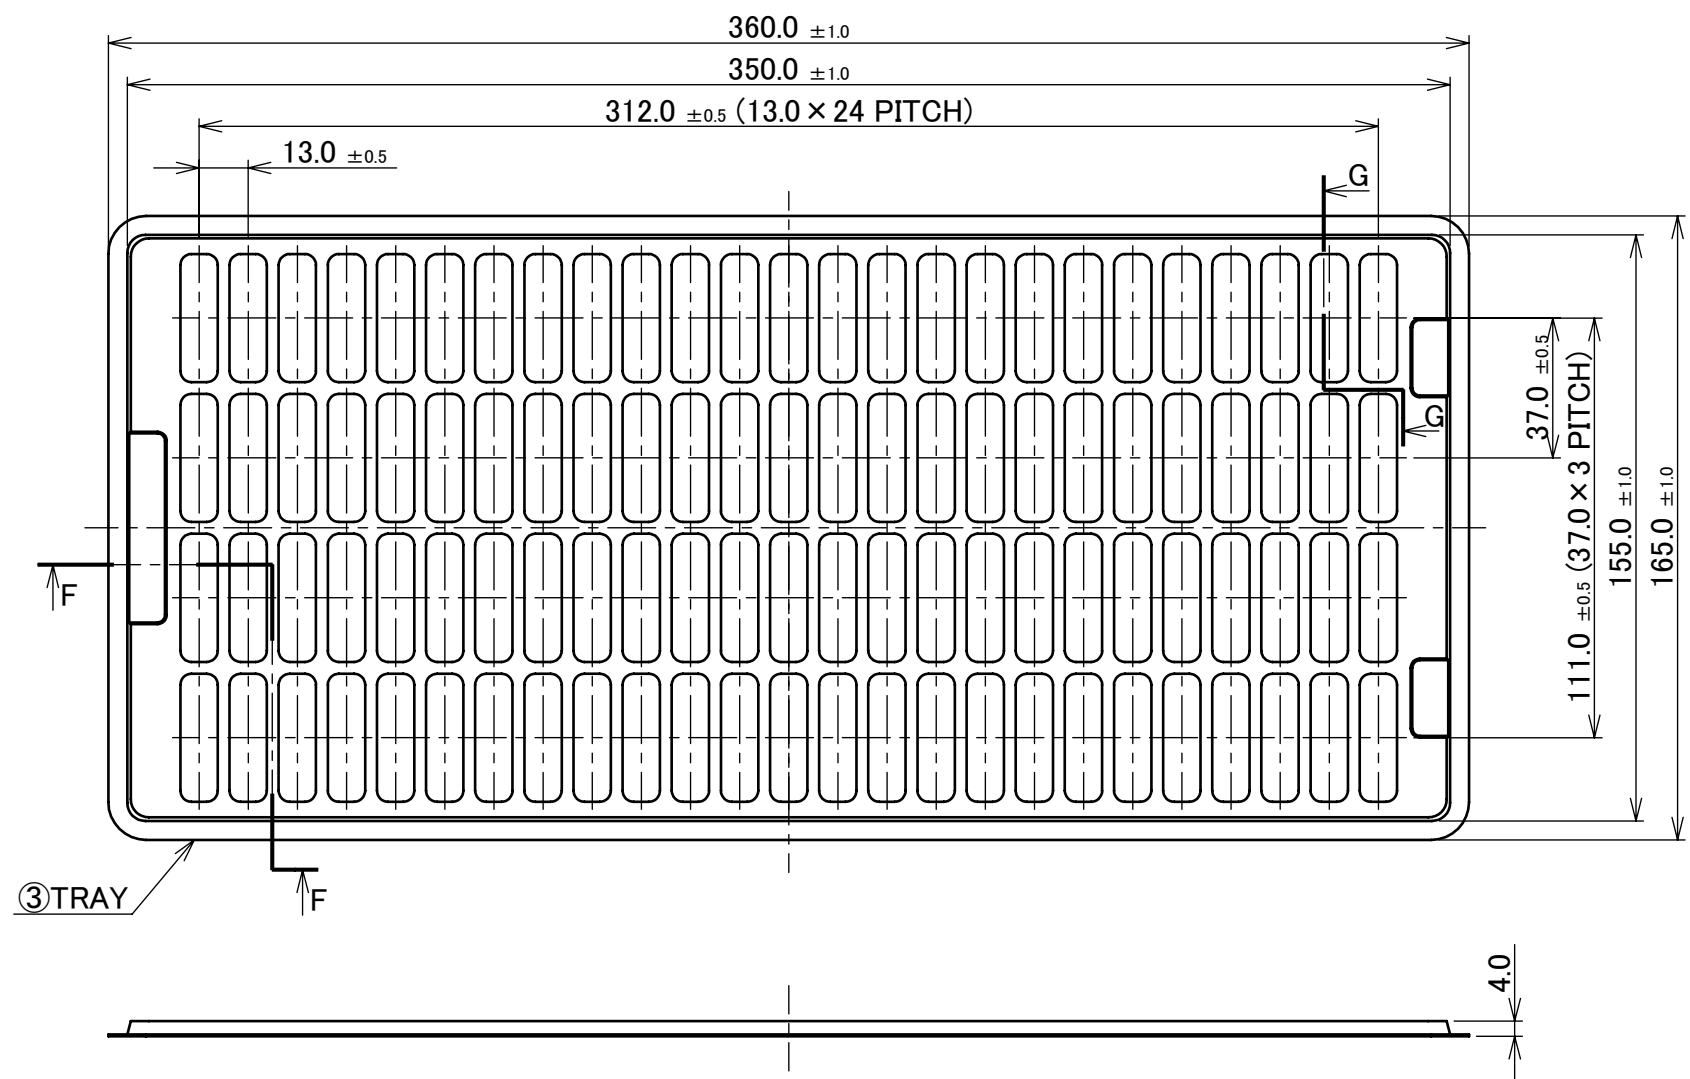 360.0 ±1.0
350.0 ±1.0
312.0 ±0.5 (13.0×24 PITCH)
13.0 ±0.5
G
G
37.0 ±0.5
111.0 ±0.5 (37.0×3 PITCH)
155.0 ±1.0
165.0 ±1.0
F
F
③TRAY
4.0